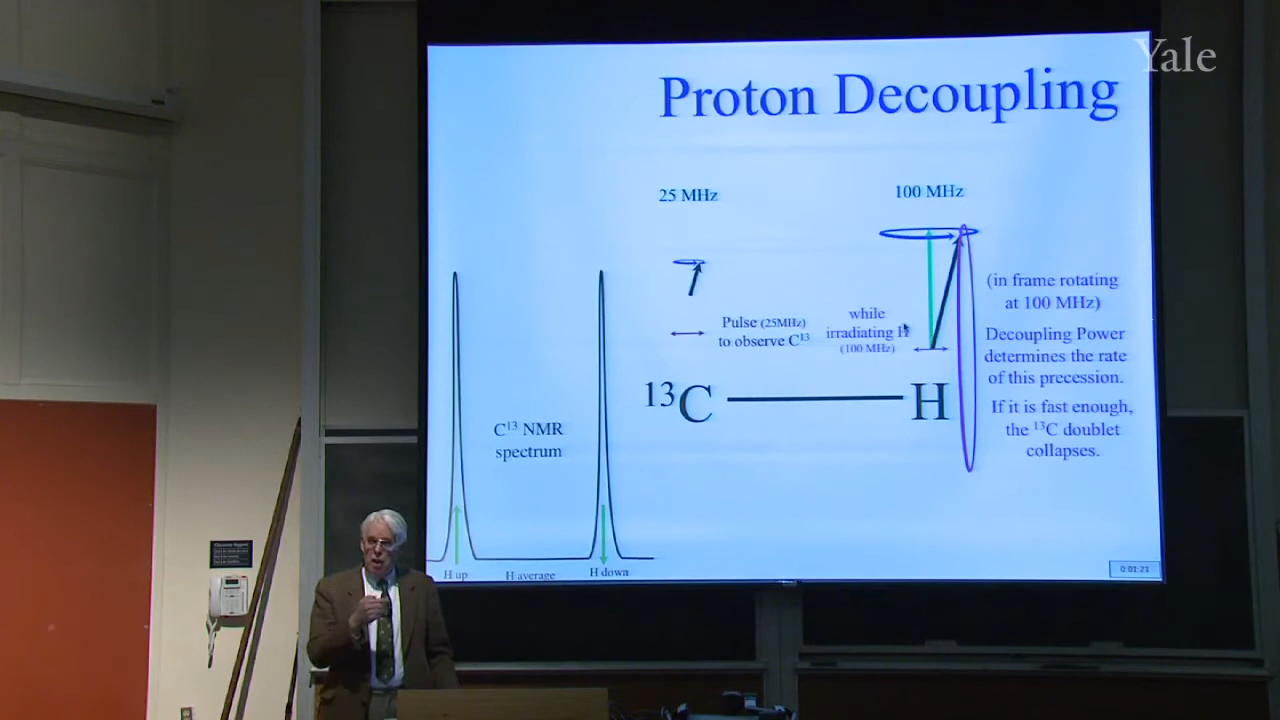 Yale
Proton Decoupling
25 MHz
100 MHz
(in frame rotating
at 100 MHz)
Pulse (25MHz)
to observe C¹³
while
irradiating H
(100 MHz)
Decoupling Power
determines the rate
of this precession.
If it is fast enough,
the ¹³C doublet
collapses.
¹³C
H
C¹³ NMR
spectrum
H up
H average
H down
0:01:21